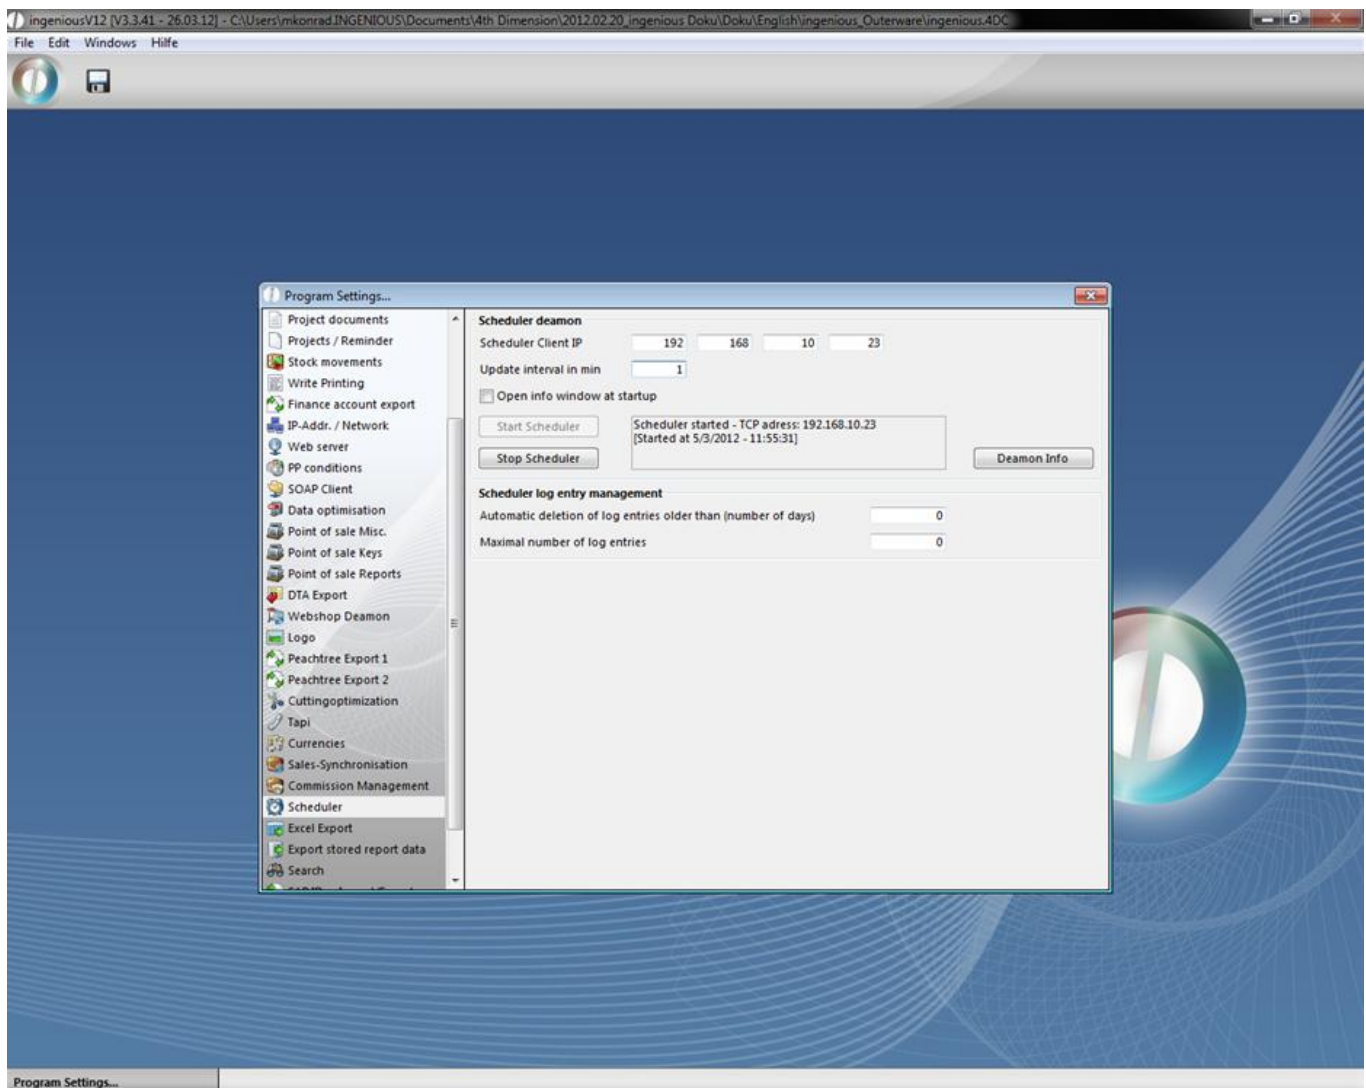 ingeniousV12 [V3.3.41 - 26.03.12] - C:\Users\mkonrad.INGENIOUS\Documents\4th Dimension\2012.02.20_ingenious Doku\Doku\English\ingenious_Outerware\ingenious.4DC
File Edit Windows Hilfe
Program Settings...
Project documents
Projects / Reminder
Stock movements
Write Printing
Finance account export
IP-Addr. / Network
Web server
PP conditions
SOAP Client
Data optimisation
Point of sale Misc.
Point of sale Keys
Point of sale Reports
DTA Export
Webshop Deamon
Logo
Peachtree Export 1
Peachtree Export 2
Cuttingoptimization
Tapi
Currencies
Sales-Synchronisation
Commission Management
Scheduler
Excel Export
Export stored report data
Search
Scheduler deamon
Scheduler Client IP 192 168 10 23
Update interval in min 1
Open info window at startup
Start Scheduler
Scheduler started - TCP adress: 192.168.10.23
[Started at 5/3/2012 - 11:55:31]
Stop Scheduler
Deamon Info
Scheduler log entry management
Automatic deletion of log entries older than (number of days) 0
Maximal number of log entries 0
Program Settings...